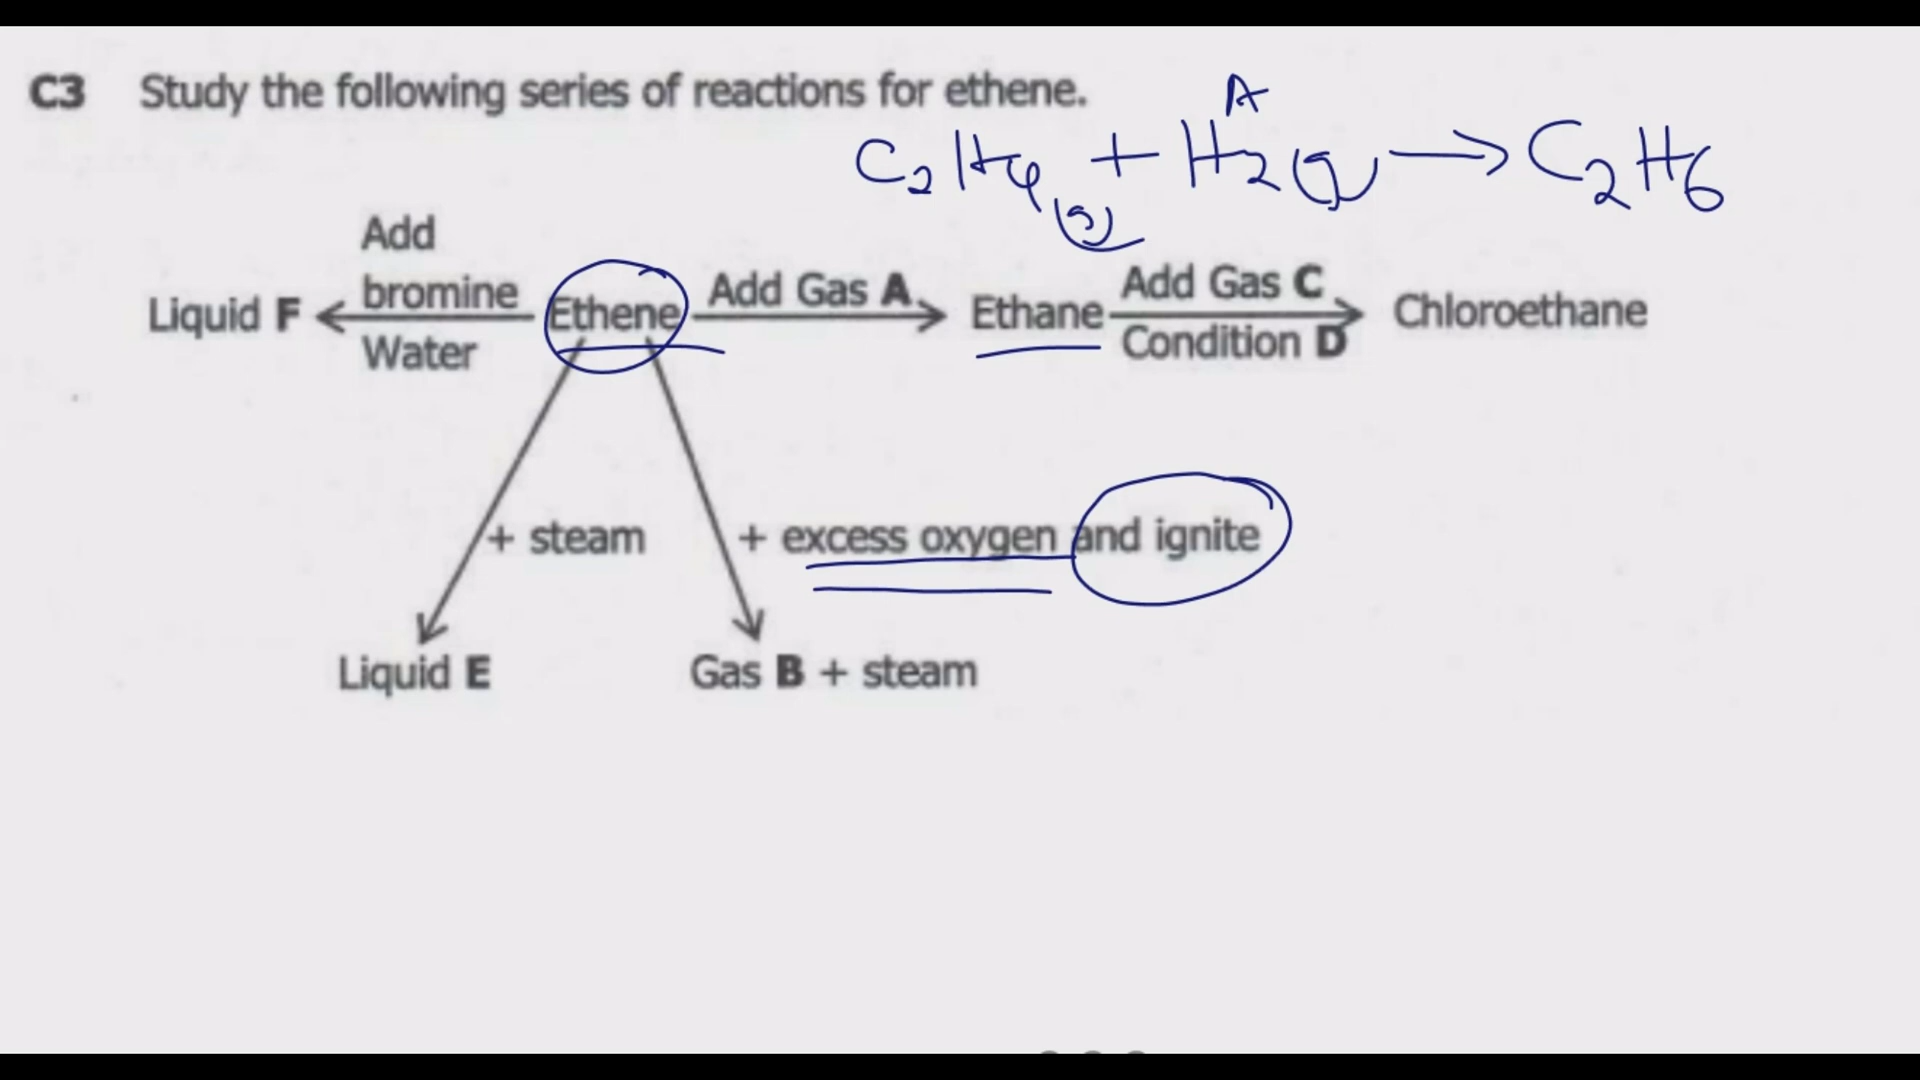 C3 Study the following series of reactions for ethene.
A
C2H4(g) + H2(g) → C2H6
Add
bromine
Water
Liquid F
Ethene
Add Gas A
Ethane
Add Gas C
Condition D
Chloroethane
+ steam
+ excess oxygen and ignite
Liquid E
Gas B + steam